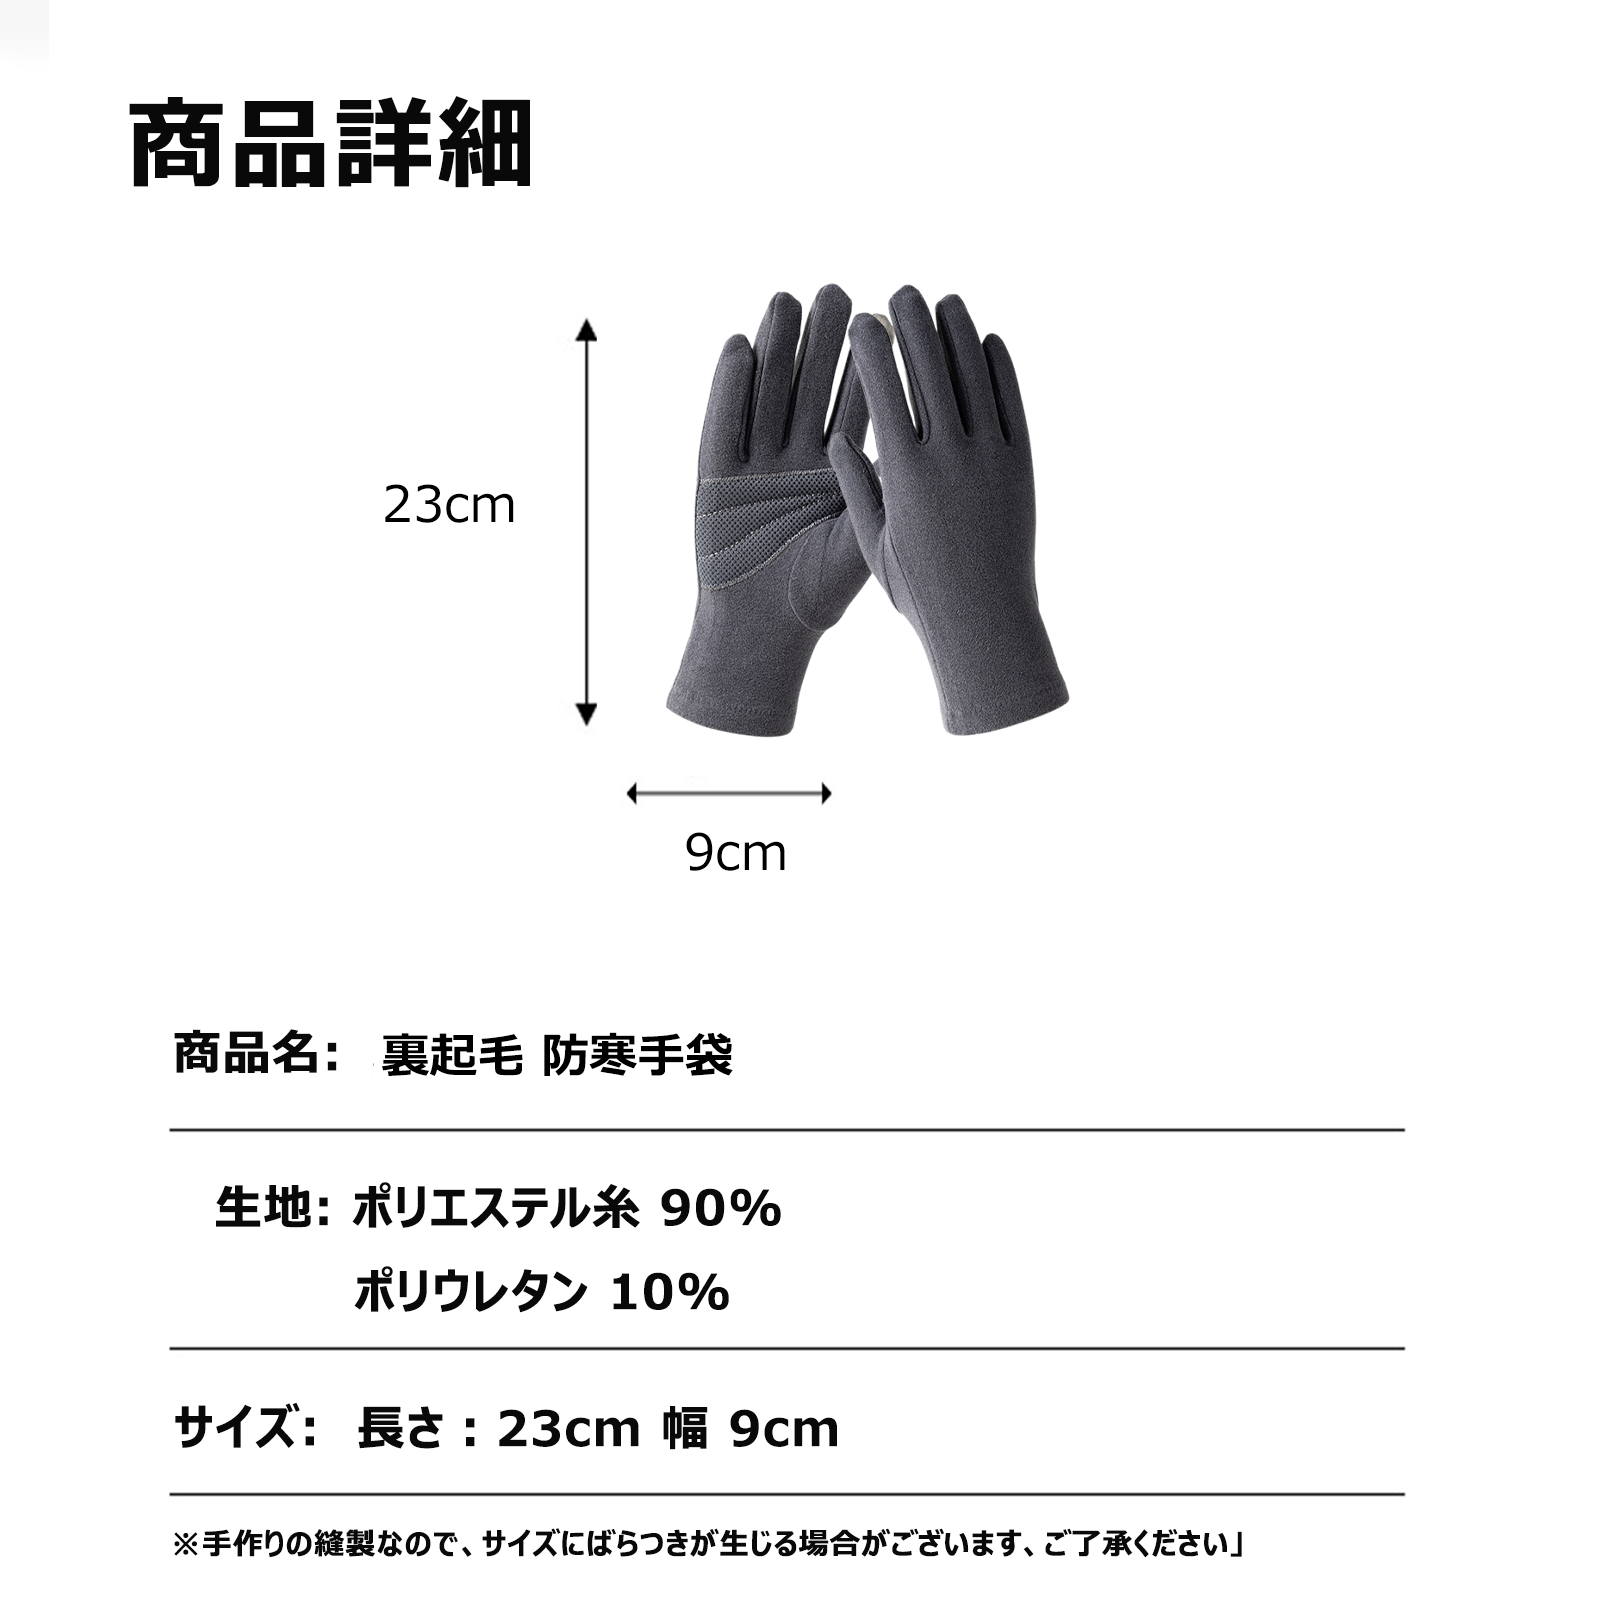 商品詳細
23cm
9cm
商品名: 裏起毛 防寒手袋
生地: ポリエステル糸 90%
ポリウレタン 10%
サイズ: 長さ : 23cm 幅 9cm
※手作りの縫製なので、サイズにばらつきが生じる場合がございます、ご了承ください」